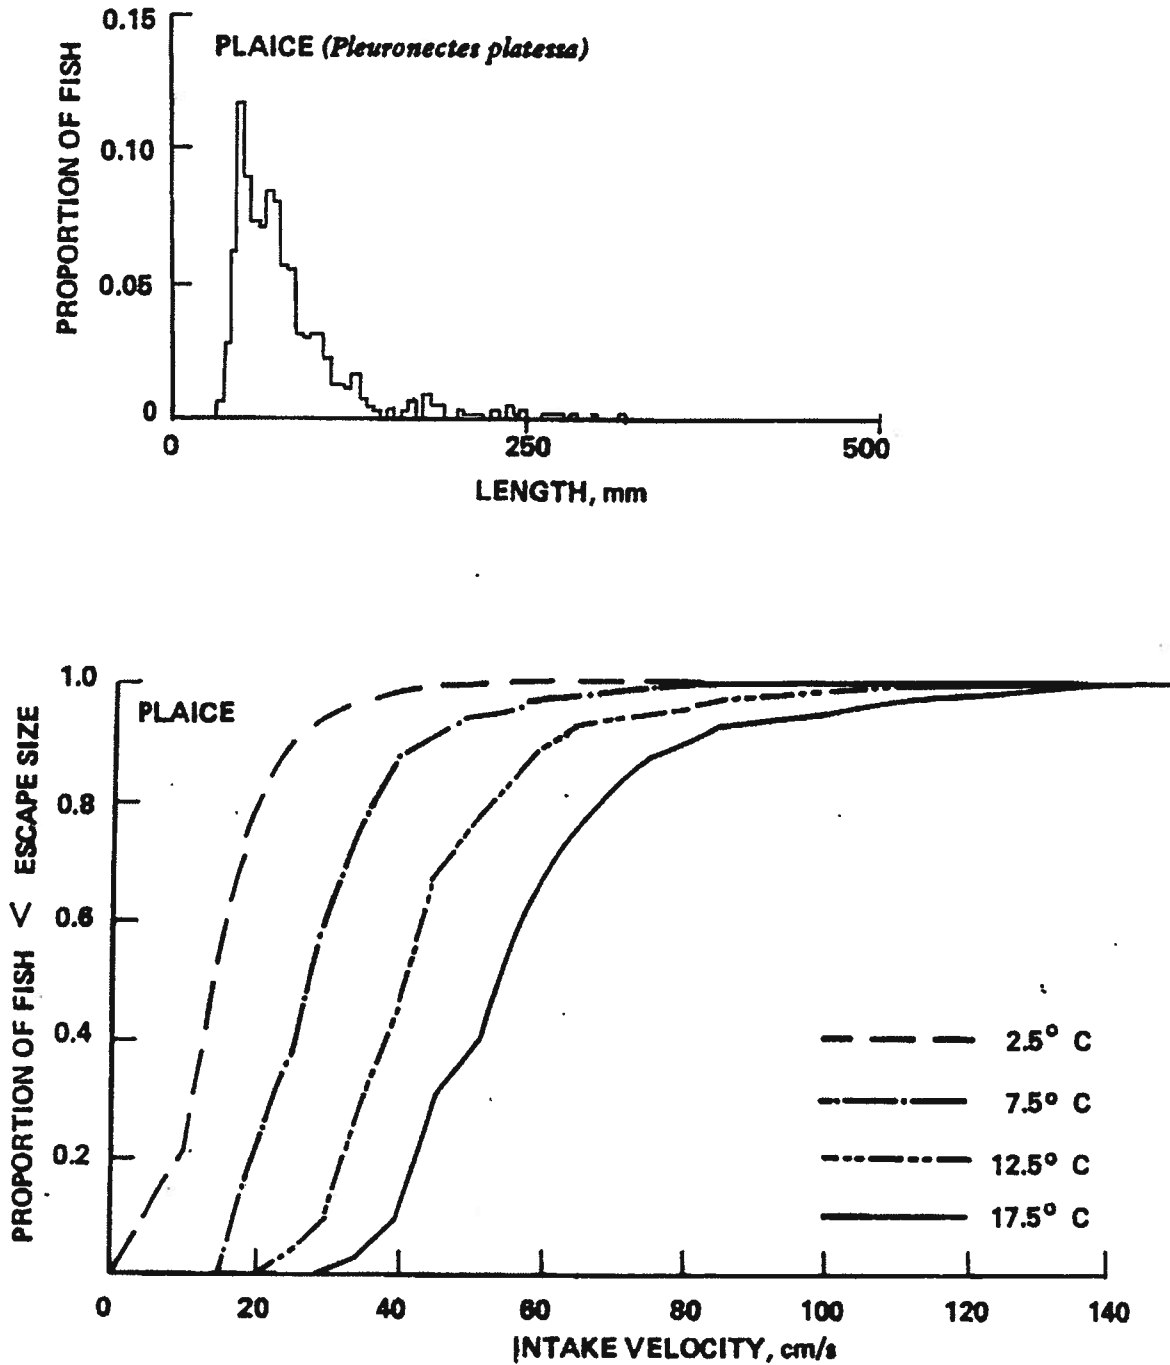 0.15
PLAICE (Pleuronectes platessa)
PROPORTION OF FISH
0.10
0.05
0
0 250 500
LENGTH, mm
1.0
PLAICE
PROPORTION OF FISH < ESCAPE SIZE
0.8
0.6
0.4
0.2
2.5° C
7.5° C
12.5° C
17.5° C
0 20 40 60 80 100 120 140
INTAKE VELOCITY, cm/s